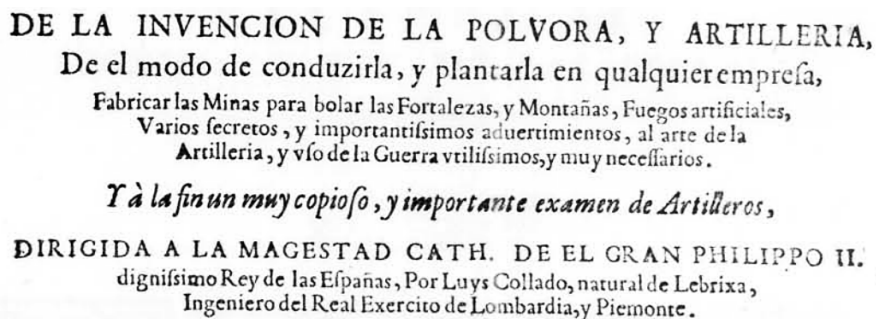 DE LA INVENCION DE LA POLVORA, Y ARTILLERIA,
De el modo de conduzirla, y plantarla en qualquier empreſa,
Fabricar las Minas para bolar las Fortalezas, y Montañas, Fuegos artificiales,
Varios ſecretos, y importantiſsimos aduertimientos, al arte de la
Artilleria, y vſo de la Guerra vtiliſsimos, y muy neceſſarios.
Y à la fin un muy copioſo, y importante examen de Artilleros,
DIRIGIDA A LA MAGESTAD CATH. DE EL GRAN PHILIPPO II.
digniſsimo Rey de las Eſpañas, Por Luys Collado, natural de Lebrixa,
Ingeniero del Real Exercito de Lombardia, y Piemonte.